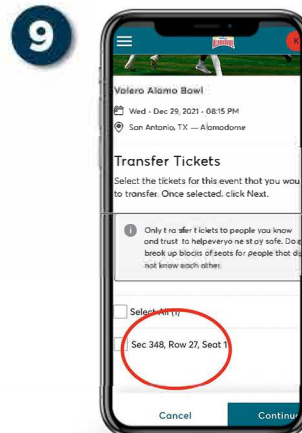 9
K
Valero Alamo Bowl
Wed - Dec 29, 2021 - 08:15 PM
San Antonio, TX — Alamodome
Transfer Tickets
Select the tickets for this event that you wou
to transfer. Once selected, click Next.
Only t ra sfer t ickets to people you know
and trust to helpeveryo ne st ay safe. Do
break up blocks of seats for people that d
not know each other.
Select All (1)
Sec 348, Row 27, Seat 1
Cancel
Continu